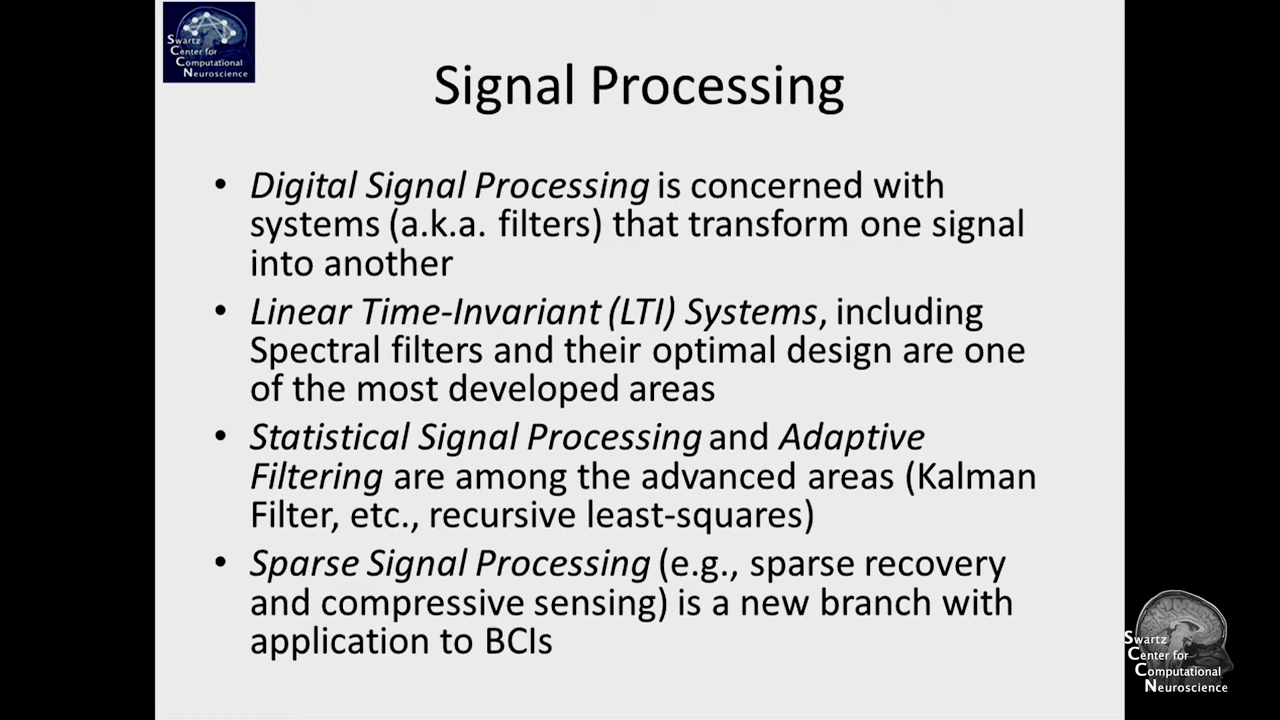 Swartz
Center for
Computational
Neuroscience
Signal Processing
• Digital Signal Processing is concerned with
systems (a.k.a. filters) that transform one signal
into another
• Linear Time-Invariant (LTI) Systems, including
Spectral filters and their optimal design are one
of the most developed areas
• Statistical Signal Processing and Adaptive
Filtering are among the advanced areas (Kalman
Filter, etc., recursive least-squares)
• Sparse Signal Processing (e.g., sparse recovery
and compressive sensing) is a new branch with
application to BCIs
Swartz
Center for
Computational
Neuroscience